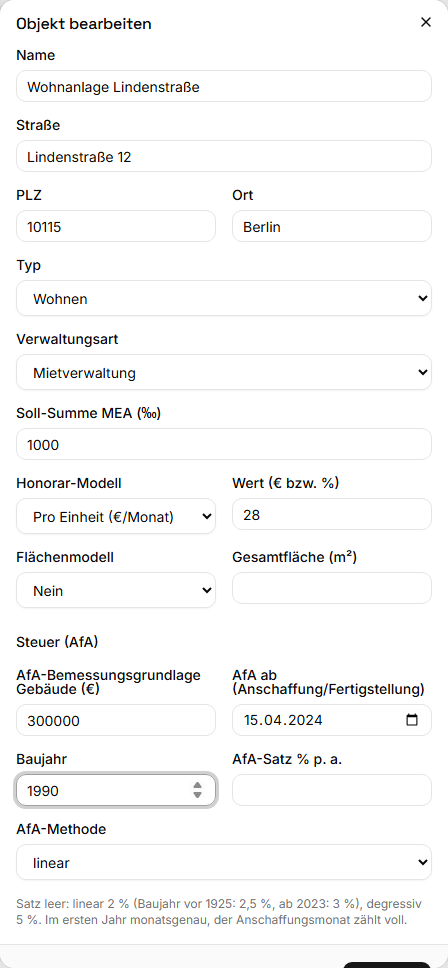 Objekt bearbeiten
Name
Wohnanlage Lindenstraße
Straße
Lindenstraße 12
PLZ Ort
10115 Berlin
Typ
Wohnen
Verwaltungsart
Mietverwaltung
Soll-Summe MEA (‰)
1000
Honorar-Modell Wert (€ bzw. %)
Pro Einheit (€/Monat) 28
Flächenmodell Gesamtfläche (m²)
Nein
Steuer (AfA)
AfA-Bemessungsgrundlage AfA ab
Gebäude (€) (Anschaffung/Fertigstellung)
300000 15.04.2024
Baujahr AfA-Satz % p. a.
1990
AfA-Methode
linear
Satz leer: linear 2 % (Baujahr vor 1925: 2,5 %, ab 2023: 3 %), degressiv
5 %. Im ersten Jahr monatsgenau, der Anschaffungsmonat zählt voll.